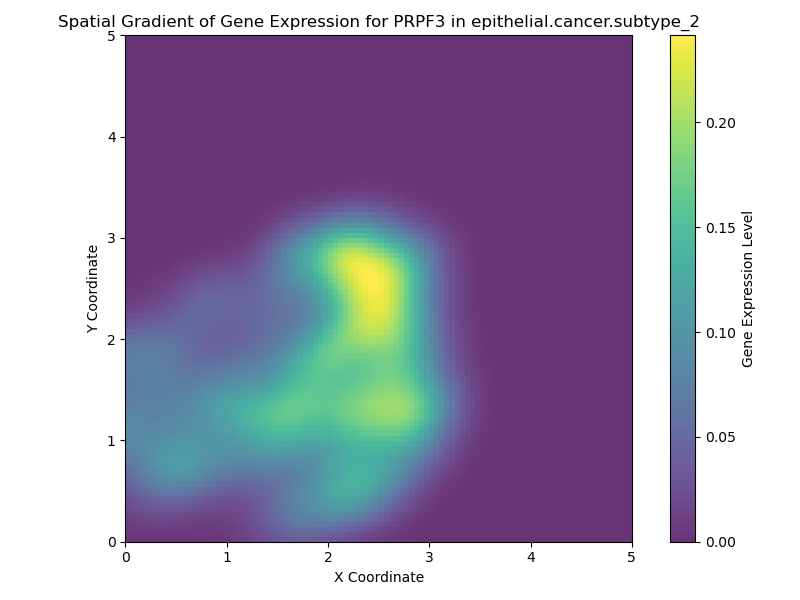 Spatial Gradient of Gene Expression for PRPF3 in epithelial.cancer.subtype_2
5
4
3
2
1
0
Y Coordinate
0 1 2 3 4 5
X Coordinate
0.20
0.15
0.10
0.05
0.00
Gene Expression Level